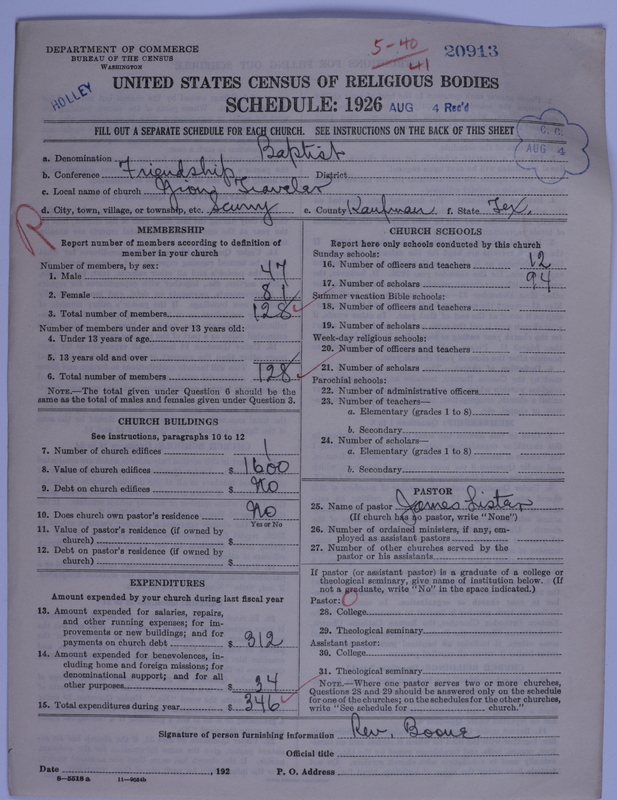 DEPARTMENT OF COMMERCE
BUREAU OF THE CENSUS
WASHINGTON
5-40
41
20913
HOLLEY
UNITED STATES CENSUS OF RELIGIOUS BODIES
SCHEDULE: 1926 AUG 4 Rec'd
FILL OUT A SEPARATE SCHEDULE FOR EACH CHURCH. SEE INSTRUCTIONS ON THE BACK OF THIS SHEET
C. C.
AUG 4
a. Denomination Baptist
b. Conference Friendship District
c. Local name of church Zions Traveler
d. City, town, village, or township, etc. Scurry e. County Kaufman f. State Tex.
R
MEMBERSHIP
Report number of members according to definition of member in your church
Number of members, by sex:
1. Male 47
2. Female 81
3. Total number of members 128
Number of members under and over 13 years old:
4. Under 13 years of age
5. 13 years old and over
6. Total number of members 128
NOTE.—The total given under Question 6 should be the same as the total of males and females given under Question 3.
CHURCH BUILDINGS
See instructions, paragraphs 10 to 12
7. Number of church edifices 1
8. Value of church edifices $ 1600
9. Debt on church edifices $ No
10. Does church own pastor's residence No
Yes or No
11. Value of pastor's residence (if owned by church) $
12. Debt on pastor's residence (if owned by church) $
EXPENDITURES
Amount expended by your church during last fiscal year
13. Amount expended for salaries, repairs, and other running expenses; for improvements or new buildings; and for payments on church debt $ 312
14. Amount expended for benevolences, including home and foreign missions; for denominational support; and for all other purposes $ 34
15. Total expenditures during year $ 346
CHURCH SCHOOLS
Report here only schools conducted by this church
Sunday schools:
16. Number of officers and teachers 12
17. Number of scholars 94
Summer vacation Bible schools:
18. Number of officers and teachers
19. Number of scholars
Week-day religious schools:
20. Number of officers and teachers
21. Number of scholars
Parochial schools:
22. Number of administrative officers
23. Number of teachers—
a. Elementary (grades 1 to 8)
b. Secondary
24. Number of scholars—
a. Elementary (grades 1 to 8)
b. Secondary
PASTOR
25. Name of pastor James Listar
(If church has no pastor, write "None")
26. Number of ordained ministers, if any, employed as assistant pastors
27. Number of other churches served by the pastor or his assistants
If pastor (or assistant pastor) is a graduate of a college or theological seminary, give name of institution below. (If not a graduate, write "No" in the space indicated.)
Pastor: O
28. College
29. Theological seminary
Assistant pastor:
30. College
31. Theological seminary
NOTE.—Where one pastor serves two or more churches, Questions 28 and 29 should be answered only on the schedule for one of the churches; on the schedules for the other churches, write "See schedule for church."
Signature of person furnishing information Rev. Boone
Official title
Date , 192 P. O. Address
8-5518 a